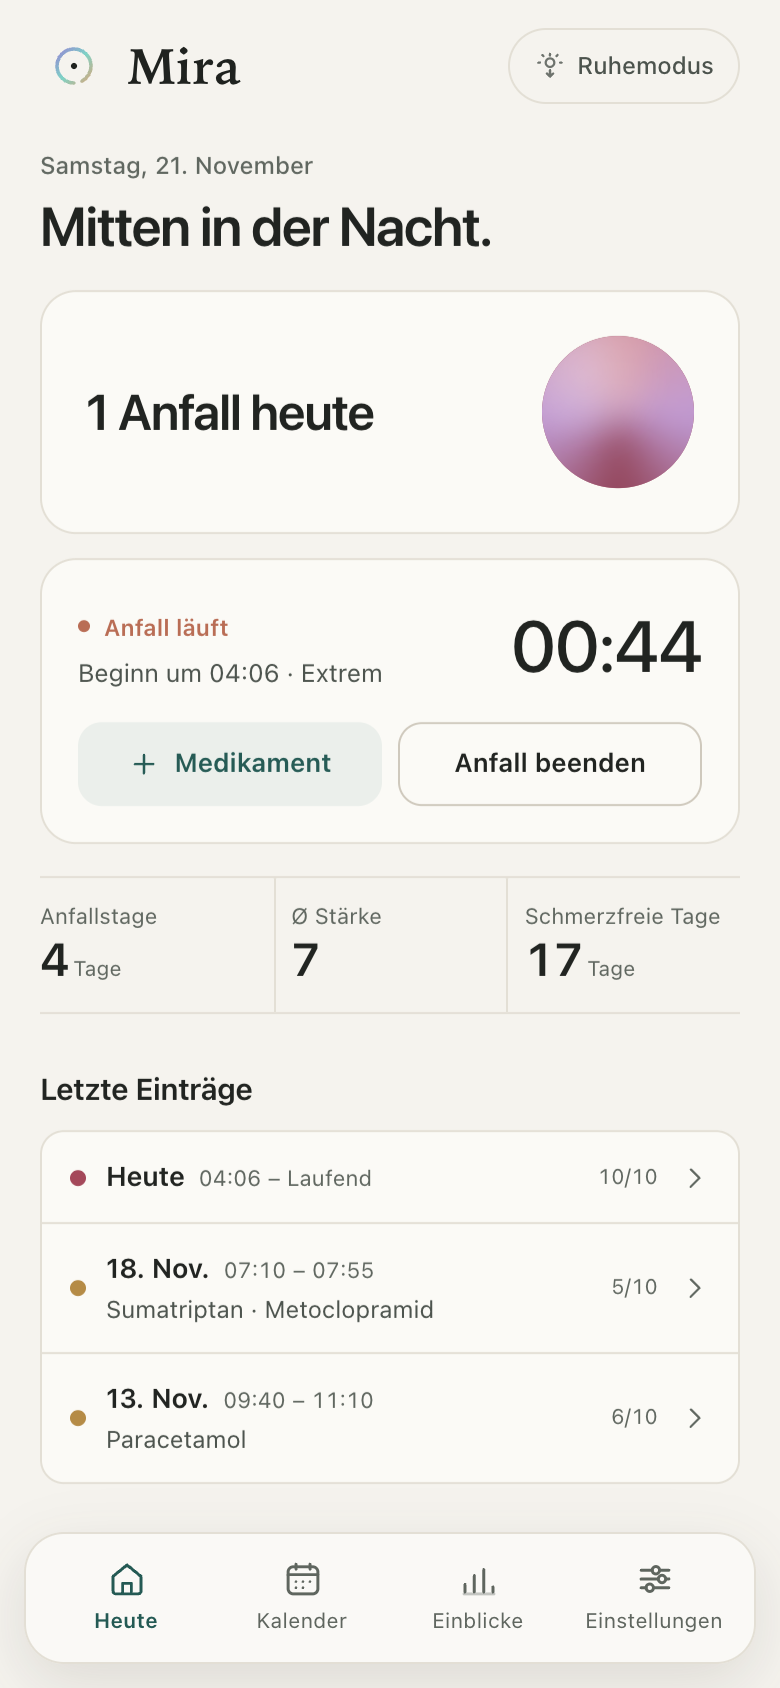 Mira
Ruhemodus
Samstag, 21. November
Mitten in der Nacht.
1 Anfall heute
Anfall läuft
00:44
Beginn um 04:06 · Extrem
+ Medikament
Anfall beenden
Anfallstage
4 Tage
Ø Stärke
7
Schmerzfreie Tage
17 Tage
Letzte Einträge
Heute 04:06 – Laufend
10/10
18. Nov. 07:10 – 07:55
Sumatriptan · Metoclopramid
5/10
13. Nov. 09:40 – 11:10
Paracetamol
6/10
Heute
Kalender
Einblicke
Einstellungen